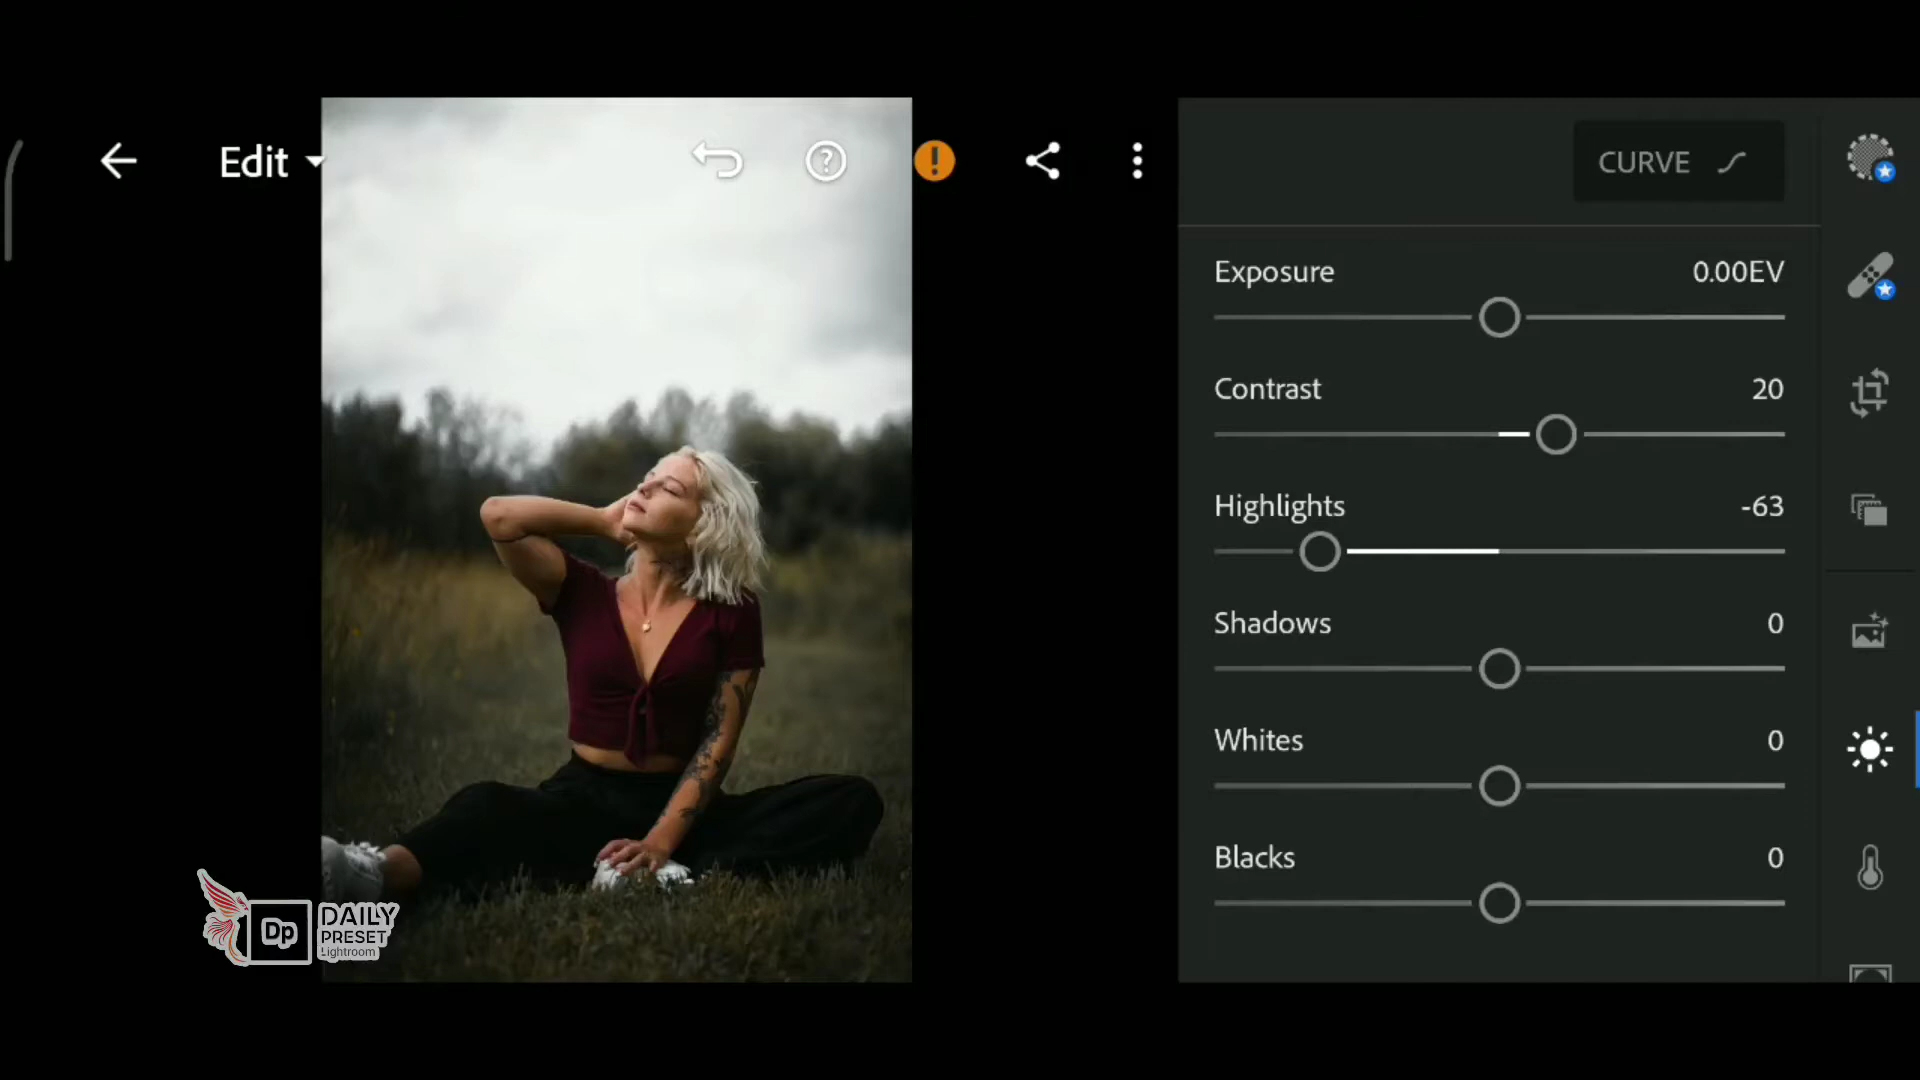 Edit
CURVE
Exposure 0.00EV
Contrast 20
Highlights -63
Shadows 0
Whites 0
Blacks 0
Dp DAILY
PRESET
Lightroom